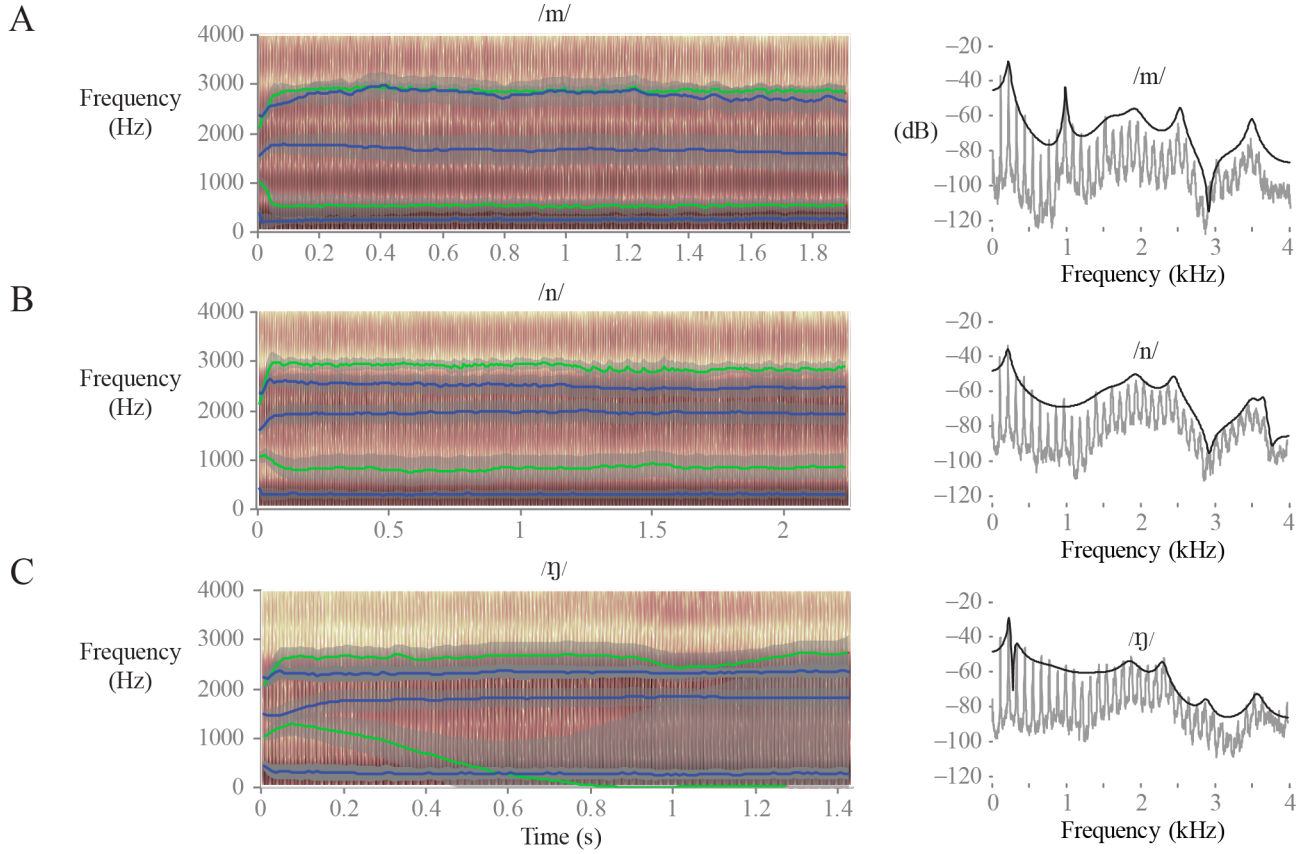 A
/m/
4000
3000
2000
1000
0
Frequency
(Hz)
0 0.2 0.4 0.6 0.8 1 1.2 1.4 1.6 1.8
(dB)
−20
−40
−60
−80
−100
−120
/m/
0 1 2 3 4
Frequency (kHz)
B
/n/
4000
3000
2000
1000
0
Frequency
(Hz)
0 0.5 1 1.5 2
−20
−40
−60
−80
−100
−120
/n/
0 1 2 3 4
Frequency (kHz)
C
/ŋ/
4000
3000
2000
1000
0
Frequency
(Hz)
0 0.2 0.4 0.6 0.8 1 1.2 1.4
Time (s)
−20
−40
−60
−80
−100
−120
/ŋ/
0 1 2 3 4
Frequency (kHz)